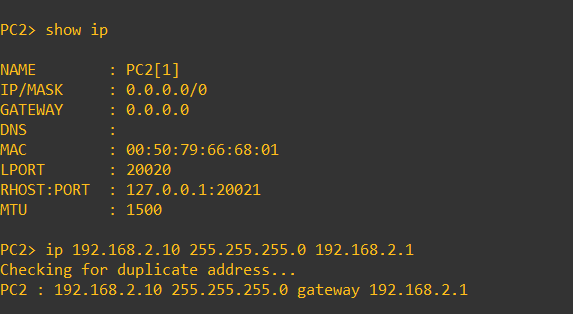 PC2> show ip
NAME        : PC2[1]
IP/MASK     : 0.0.0.0/0
GATEWAY     : 0.0.0.0
DNS         :
MAC         : 00:50:79:66:68:01
LPORT       : 20020
RHOST:PORT  : 127.0.0.1:20021
MTU         : 1500
PC2> ip 192.168.2.10 255.255.255.0 192.168.2.1
Checking for duplicate address...
PC2 : 192.168.2.10 255.255.255.0 gateway 192.168.2.1